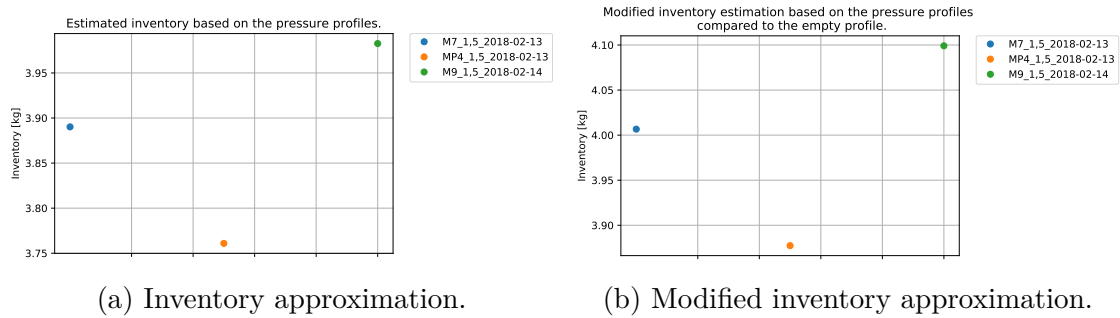 Estimated inventory based on the pressure profiles.
Inventory [kg]
3.95
3.90
3.85
3.80
3.75
M7_1,5_2018-02-13
MP4_1,5_2018-02-13
M9_1,5_2018-02-14
(a) Inventory approximation.
Modified inventory estimation based on the pressure profiles
compared to the empty profile.
Inventory [kg]
4.10
4.05
4.00
3.95
3.90
M7_1,5_2018-02-13
MP4_1,5_2018-02-13
M9_1,5_2018-02-14
(b) Modified inventory approximation.